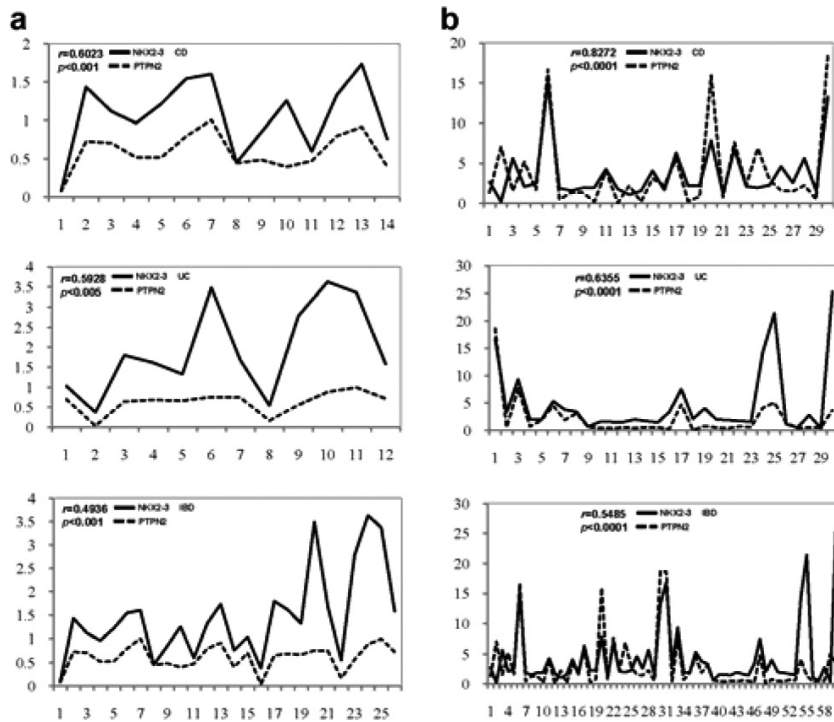 a
r=0.6023 NKX2-3 CD
p<0.001 PTPN2
2
1.5
1
0.5
0
1 2 3 4 5 6 7 8 9 10 11 12 13 14
r=0.5928 NKX2-3 UC
p<0.005 PTPN2
4
3.5
3
2.5
2
1.5
1
0.5
0
1 2 3 4 5 6 7 8 9 10 11 12
r=0.4936 NKX2-3 IBD
p<0.001 PTPN2
4
3.5
3
2.5
2
1.5
1
0.5
0
1 3 5 7 9 11 13 15 17 19 21 23 25
b
r=0.8272 NKX2-3 CD
p<0.0001 PTPN2
20
15
10
5
0
1 3 5 7 9 11 13 15 17 19 21 23 25 27 29
r=0.6355 NKX2-3 UC
p<0.0001 PTPN2
30
25
20
15
10
5
0
1 3 5 7 9 11 13 15 17 19 21 23 25 27 29
r=0.5485 NKX2-3 IBD
p<0.0001 PTPN2
30
25
20
15
10
5
0
1 4 7 10 13 16 19 22 25 28 31 34 37 40 43 46 49 52 55 58